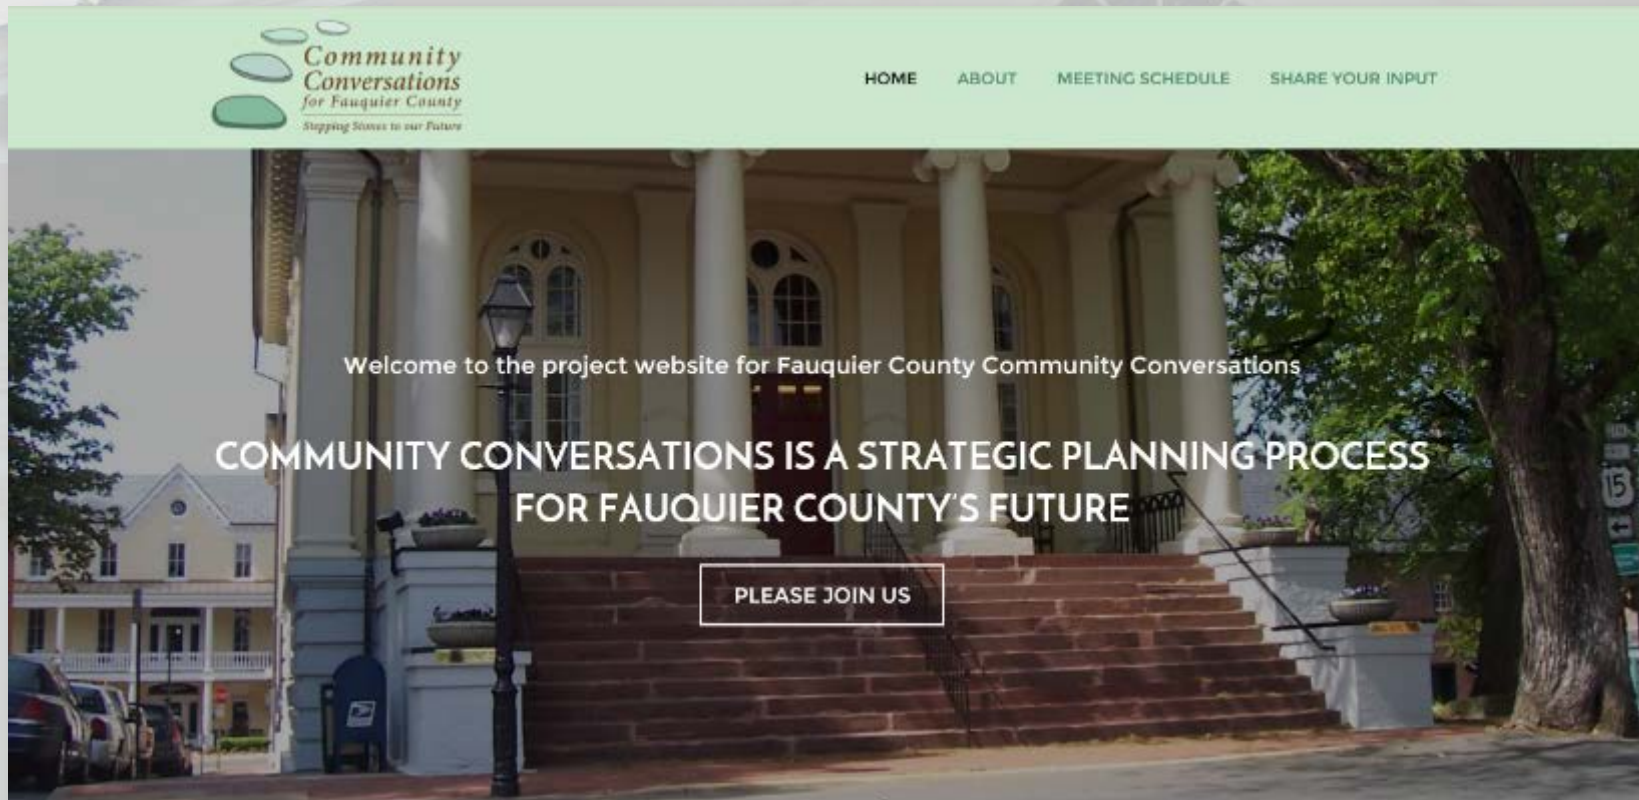 Community
Conversations
for Fauquier County
Stepping Stones to our Future
HOME ABOUT MEETING SCHEDULE SHARE YOUR INPUT
Welcome to the project website for Fauquier County Community Conversations
COMMUNITY CONVERSATIONS IS A STRATEGIC PLANNING PROCESS
FOR FAUQUIER COUNTY'S FUTURE
PLEASE JOIN US
15